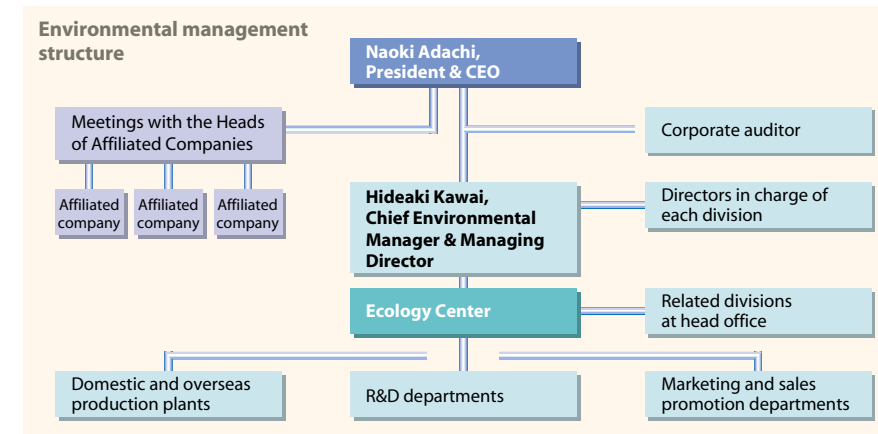 Environmental management
structure
Naoki Adachi,
President & CEO
Meetings with the Heads
of Affiliated Companies
Corporate auditor
Affiliated
company
Affiliated
company
Affiliated
company
Hideaki Kawai,
Chief Environmental
Manager & Managing
Director
Directors in charge of
each division
Ecology Center
Related divisions
at head office
Domestic and overseas
production plants
R&D departments
Marketing and sales
promotion departments